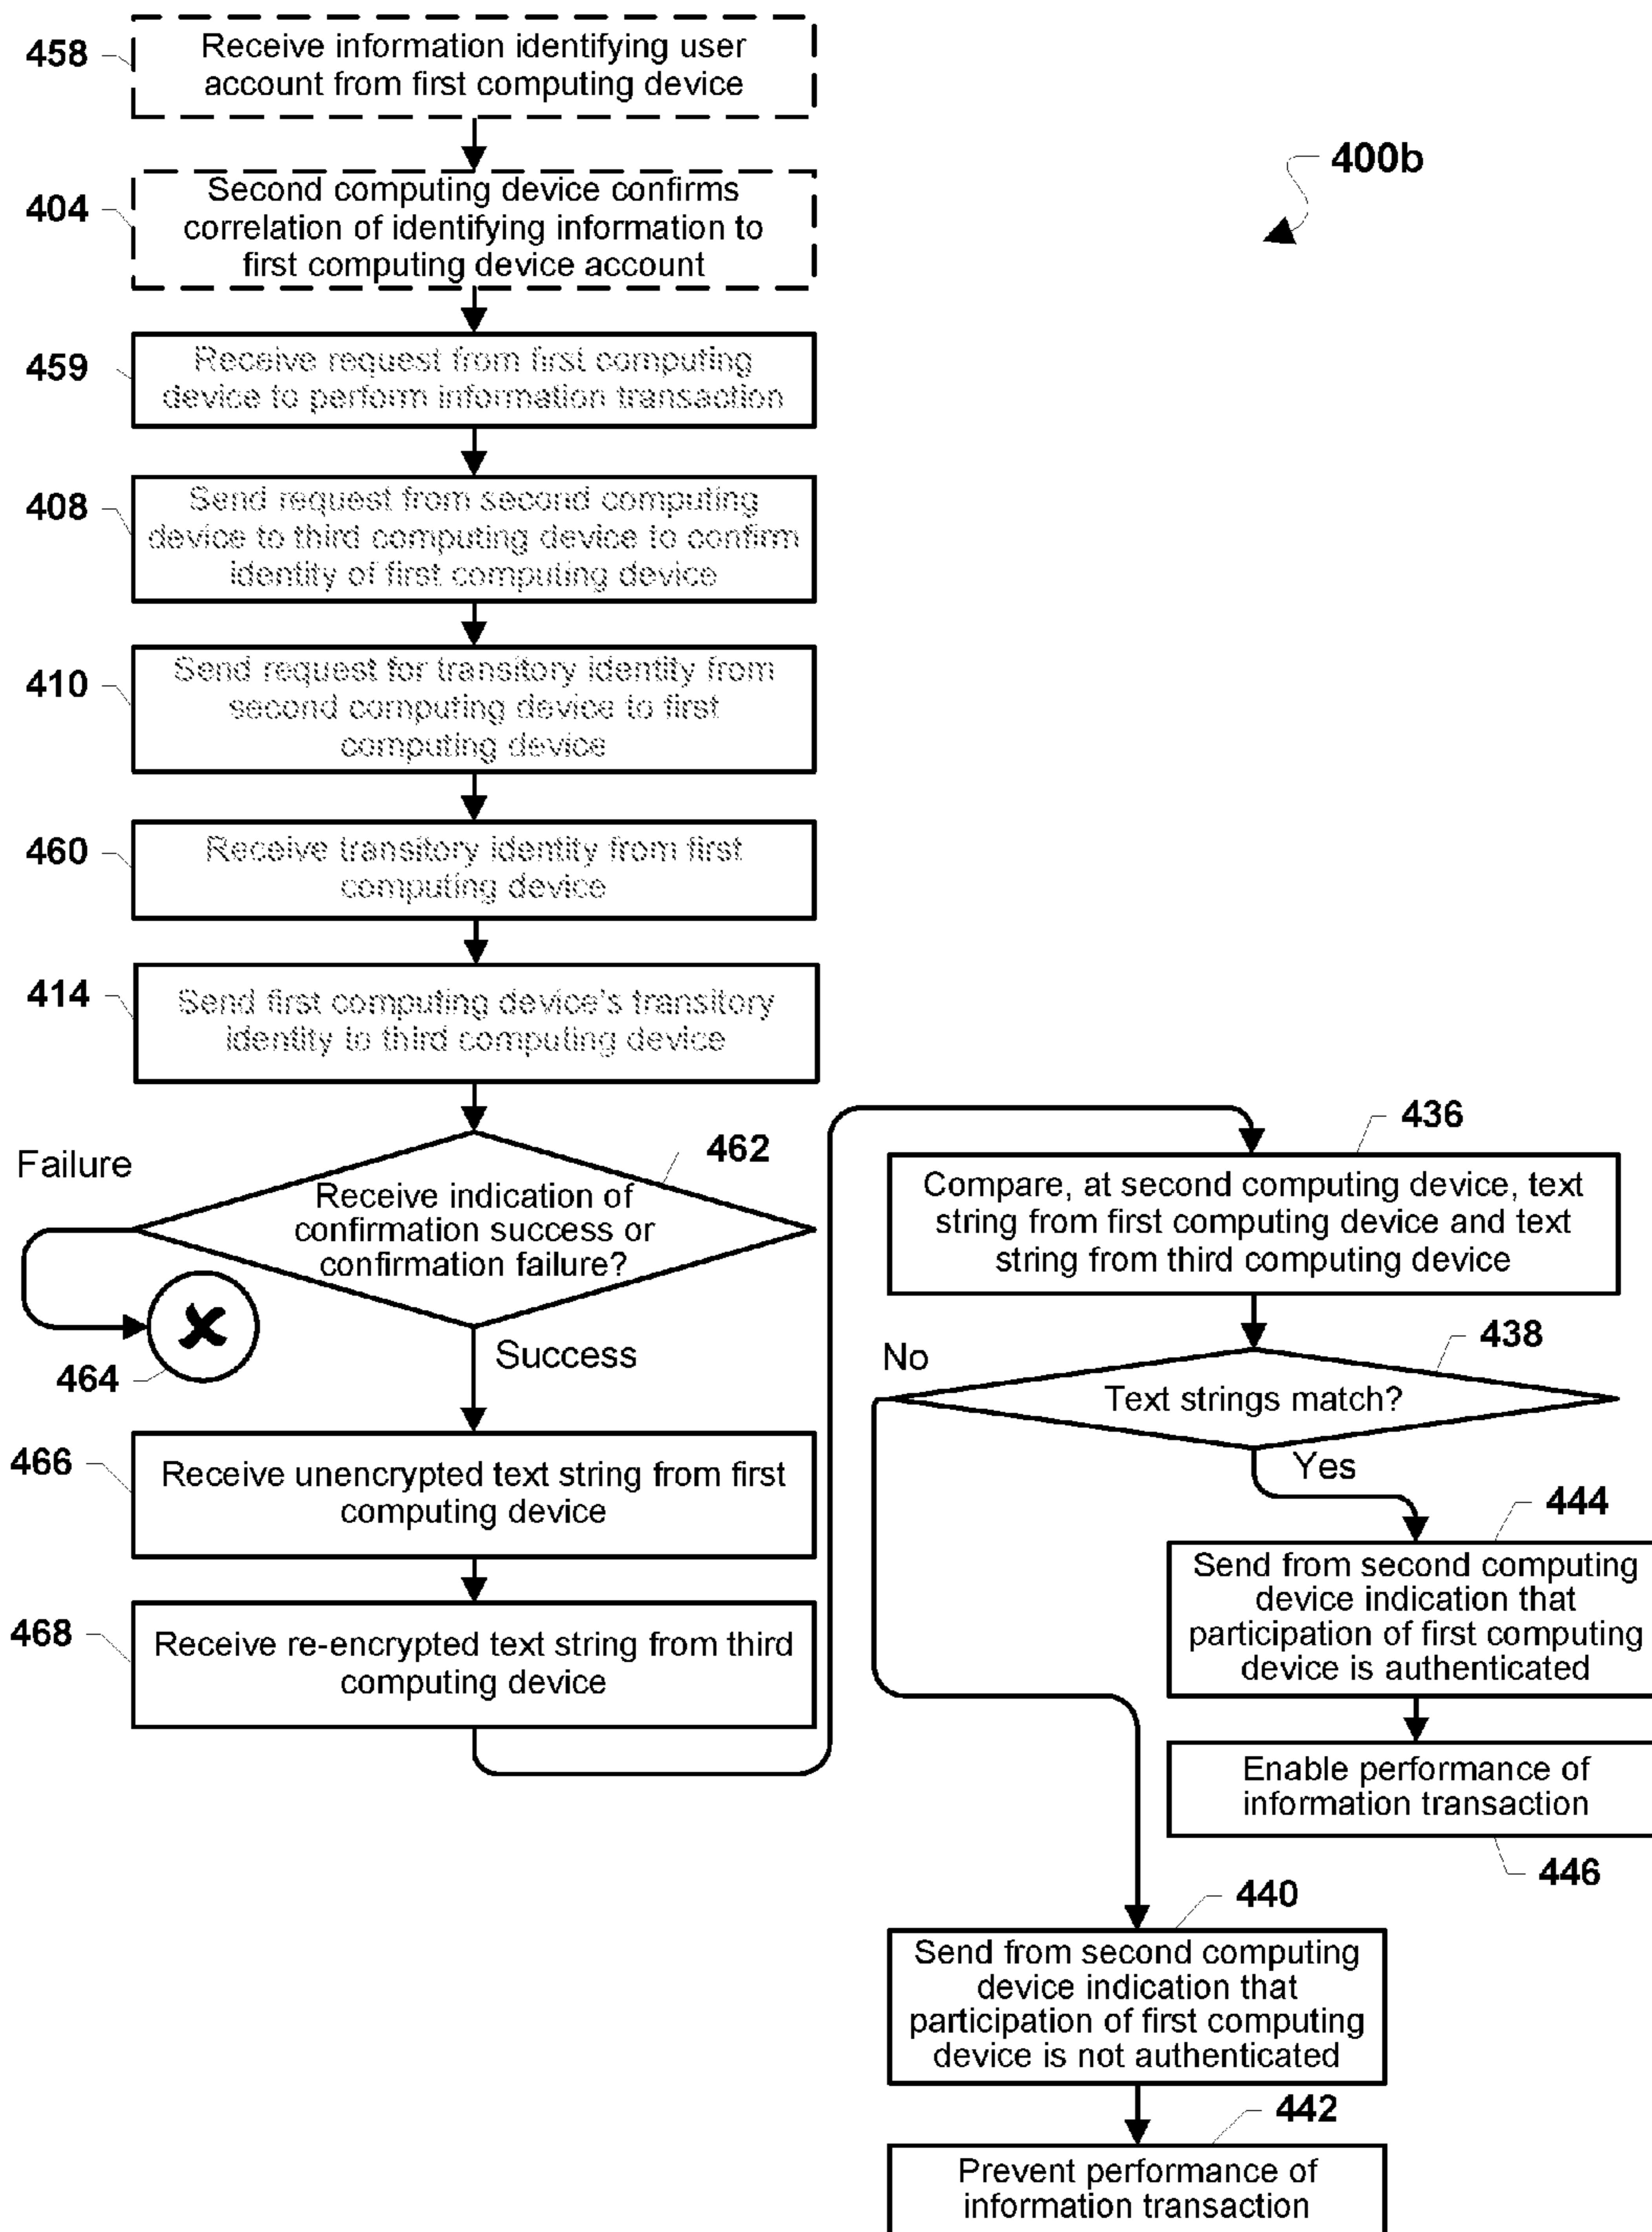 458
Receive information identifying user
account from first computing device
400b
404
Second computing device confirms
correlation of identifying information to
first computing device account
459
Receive request from first computing
device to perform information transaction
408
Send request from second computing
device to third computing device to confirm
identity of first computing device
410
Send request for transitory identity from
second computing device to first
computing device
460
Receive transitory identity from first
computing device
414
Send first computing device's transitory
identity to third computing device
462
Failure
Receive indication of
confirmation success or
confirmation failure?
464
Success
466
Receive unencrypted text string from first
computing device
468
Receive re-encrypted text string from third
computing device
436
Compare, at second computing device, text
string from first computing device and text
string from third computing device
438
No
Text strings match?
Yes
444
Send from second computing
device indication that
participation of first computing
device is authenticated
Enable performance of
information transaction
446
440
Send from second computing
device indication that
participation of first computing
device is not authenticated
442
Prevent performance of
information transaction